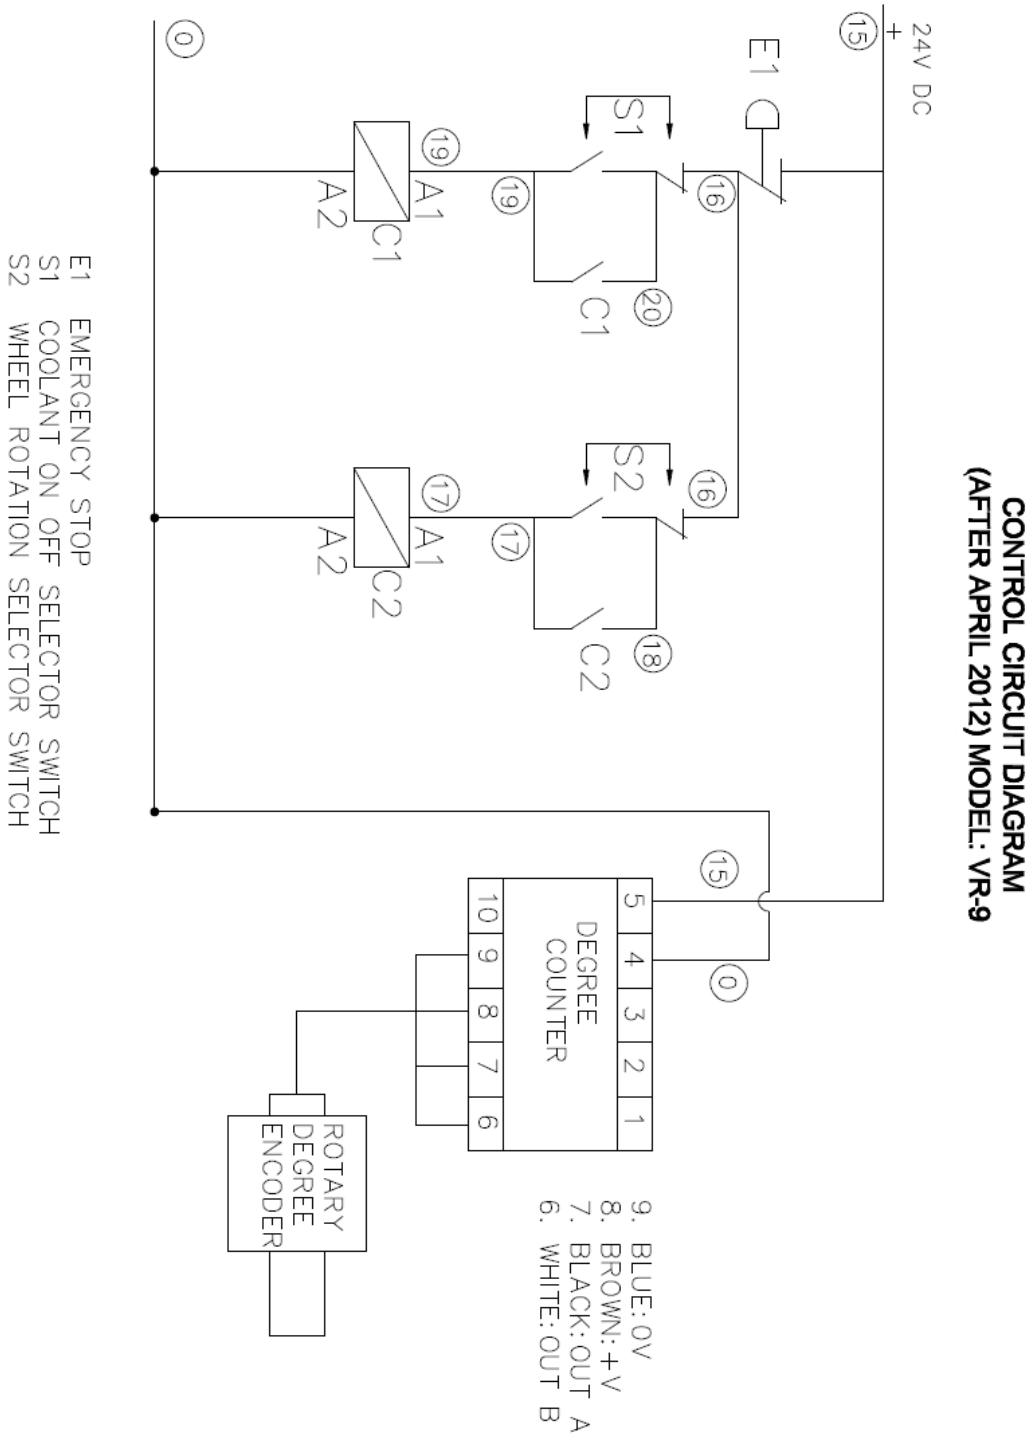 CONTROL CIRCUIT DIAGRAM
(AFTER APRIL 2012) MODEL: VR-9
24V DC
+
15
E1
16
16
15
0
S1
20
C1
19
19
A1
C1
A2
S2
18
C2
17
17
A1
C2
A2
0
5
4
3
2
1
DEGREE
COUNTER
10
9
8
7
6
9. BLUE:0V
8. BROWN:+V
7. BLACK:OUT A
6. WHITE:OUT B
ROTARY
DEGREE
ENCODER
E1 EMERGENCY STOP
S1 COOLANT ON OFF SELECTOR SWITCH
S2 WHEEL ROTATION SELECTOR SWITCH